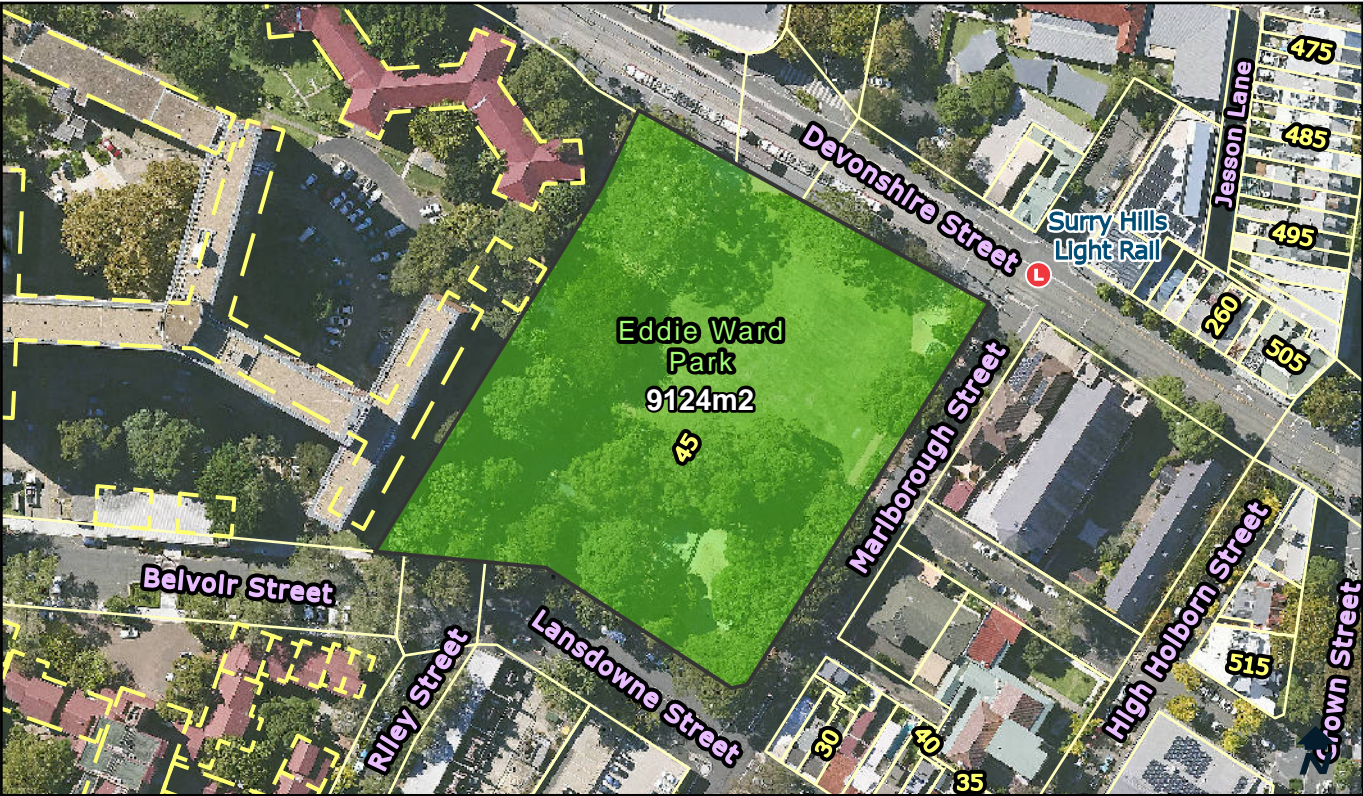 475
Jesson Lane
485
Devonshire Street
Surry Hills
Light Rail
495
L
260
Eddie Ward
Park
9124m2
505
45
Marlborough Street
Belvoir Street
High Holborn Street
Crown Street
Riley Street
Lansdowne Street
515
30
40
35
N